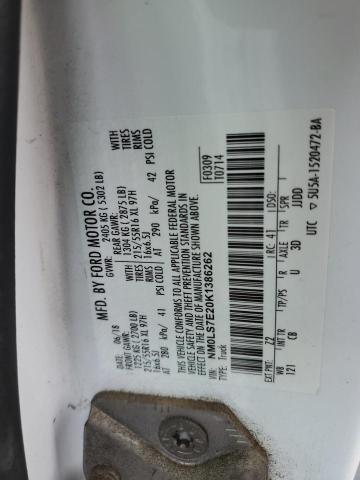 MFD. BY FORD MOTOR CO.
DATE: 06/18 GVWR: 2405 KG ( 5302 LB)
FRONT GAWR: REAR GAWR:
1225 KG ( 2700 LB) 1304 KG ( 2875 LB)
WITH TIRES WITH TIRES
215/55R16 XL 97H 215/55R16 XL 97H
RIMS RIMS
16x6.5J 16x6.5J
AT 280 kPa/ 41 PSI COLD AT 290 kPa/ 42 PSI COLD
THIS VEHICLE CONFORMS TO ALL APPLICABLE FEDERAL MOTOR
VEHICLE SAFETY AND THEFT PREVENTION STANDARDS IN EFFECT
ON THE DATE OF MANUFACTURE SHOWN ABOVE.
VIN: NM0LS7E20K1386262
TYPE: Truck
F0309
T0714
EXT PNT: Z2 RC: 41 DSO:
WB TP/PS R AXLE TR SPR
121 CB U 3D JJDD
UTC 5U5A-1520472-BA